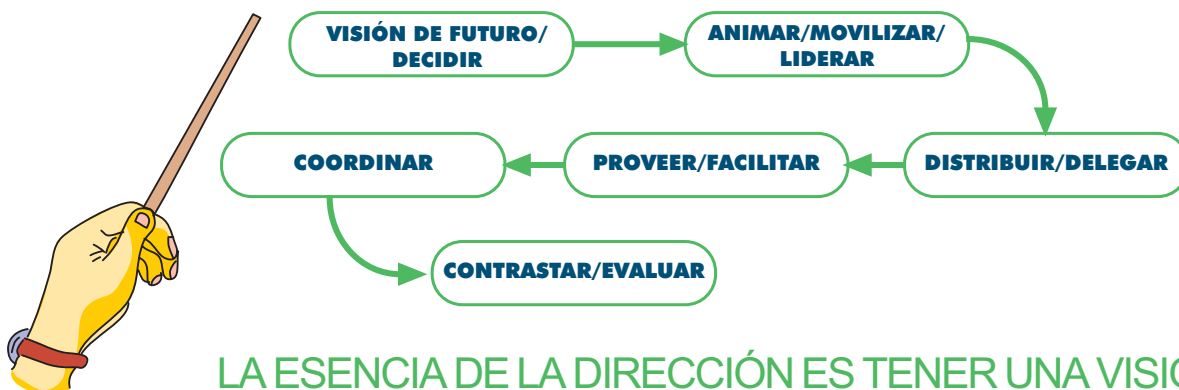 VISIÓN DE FUTURO/
DECIDIR
ANIMAR/MOVILIZAR/
LIDERAR
DISTRIBUIR/DELEGAR
PROVEER/FACILITAR
COORDINAR
CONTRASTAR/EVALUAR
LA ESENCIA DE LA DIRECCIÓN ES TENER UNA